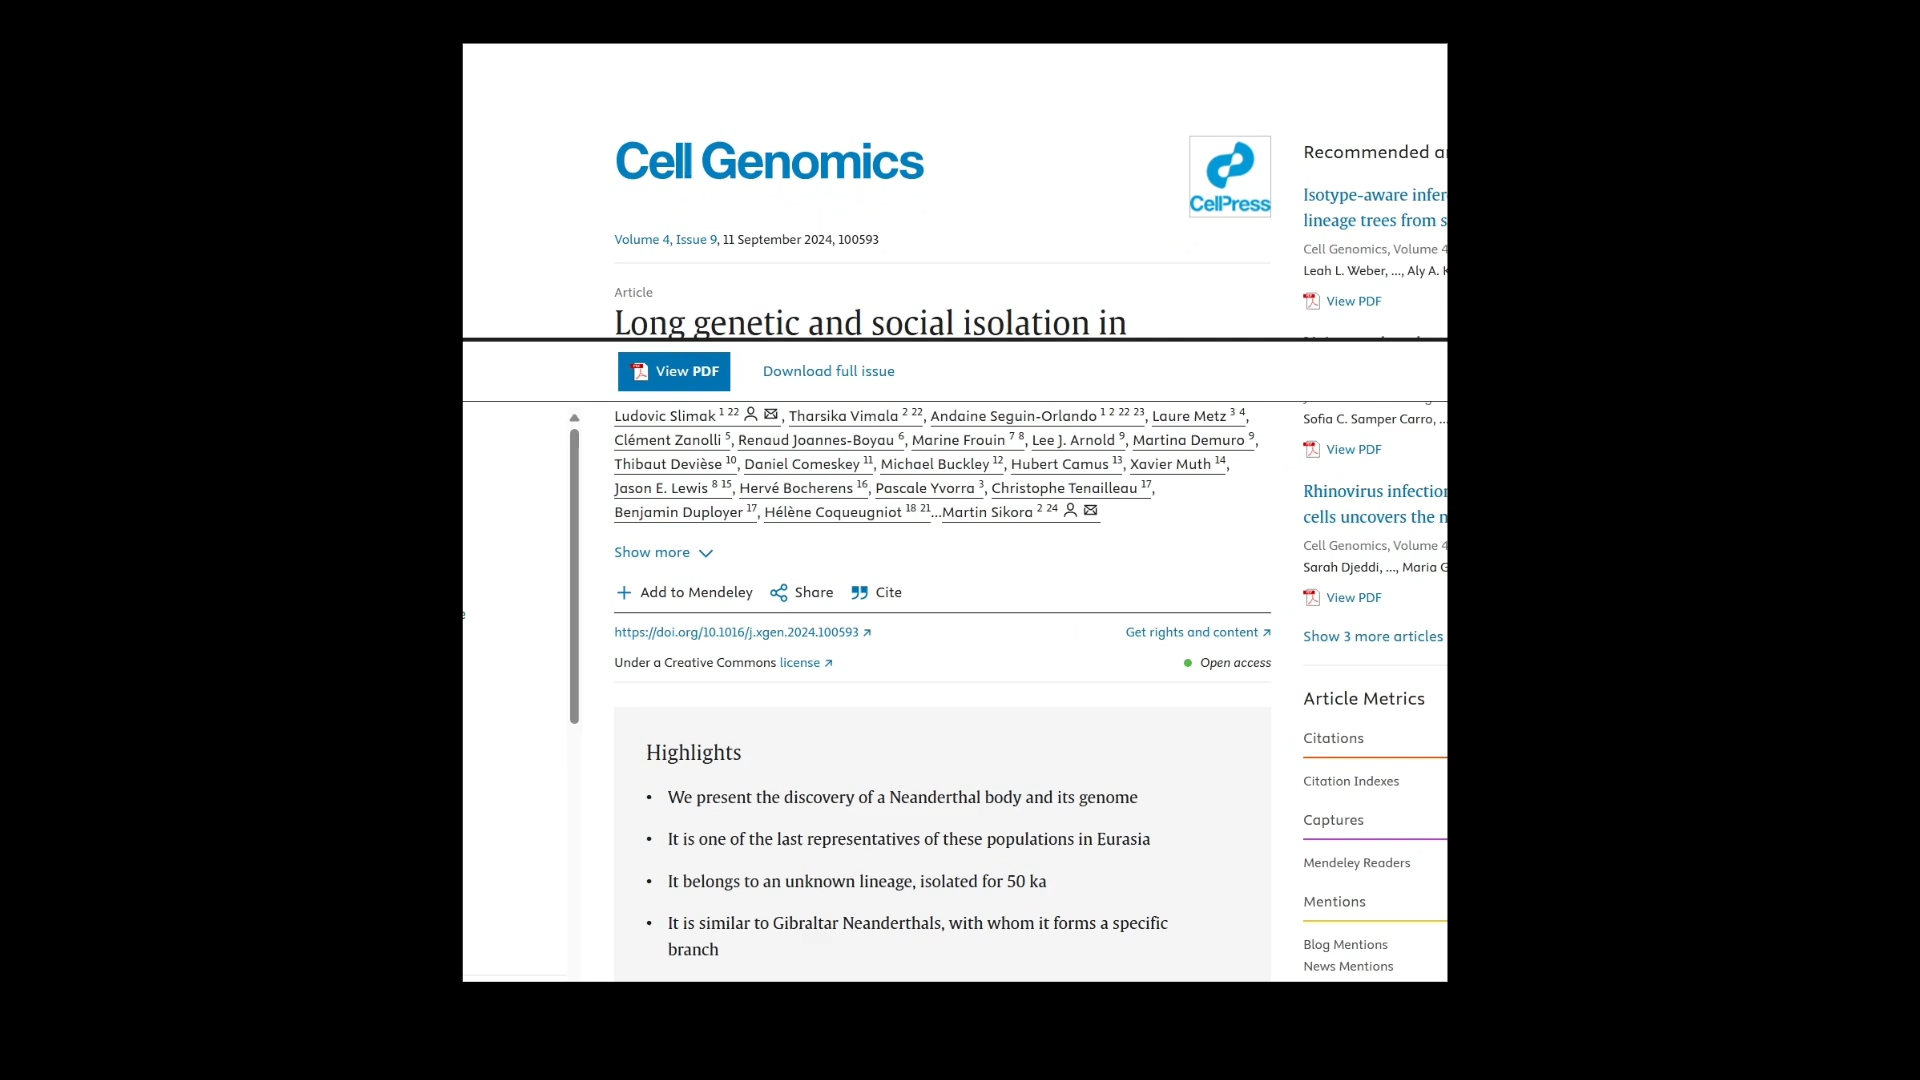 Cell Genomics
CellPress
Volume 4, Issue 9, 11 September 2024, 100593
Article
Long genetic and social isolation in
View PDF
Download full issue
Ludovic Slimak 1 22, Tharsika Vimala 2 22, Andaine Seguin-Orlando 1 2 22 23, Laure Metz 3 4,
Clément Zanolli 5, Renaud Joannes-Boyau 6, Marine Frouin 7 8, Lee J. Arnold 9, Martina Demuro 9,
Thibaut Devièse 10, Daniel Comeskey 11, Michael Buckley 12, Hubert Camus 13, Xavier Muth 14,
Jason E. Lewis 8 15, Hervé Bocherens 16, Pascale Yvorra 3, Christophe Tenailleau 17,
Benjamin Duployer 17, Hélène Coqueugniot 18 21...Martin Sikora 2 24
Show more
Add to Mendeley
Share
Cite
https://doi.org/10.1016/j.xgen.2024.100593
Get rights and content
Under a Creative Commons license
Open access
Highlights
• We present the discovery of a Neanderthal body and its genome
• It is one of the last representatives of these populations in Eurasia
• It belongs to an unknown lineage, isolated for 50 ka
• It is similar to Gibraltar Neanderthals, with whom it forms a specific
branch
Recommended
Isotype-aware
lineage trees from
Cell Genomics, Volume
Leah L. Weber, ..., Aly A.
View PDF
Sofia C. Samper Carro, ...
View PDF
Rhinovirus
cells uncovers the
Cell Genomics, Volume
Sarah Djeddi, ..., Maria
View PDF
Show 3 more articles
Article Metrics
Citations
Citation Indexes
Captures
Mendeley Readers
Mentions
Blog Mentions
News Mentions